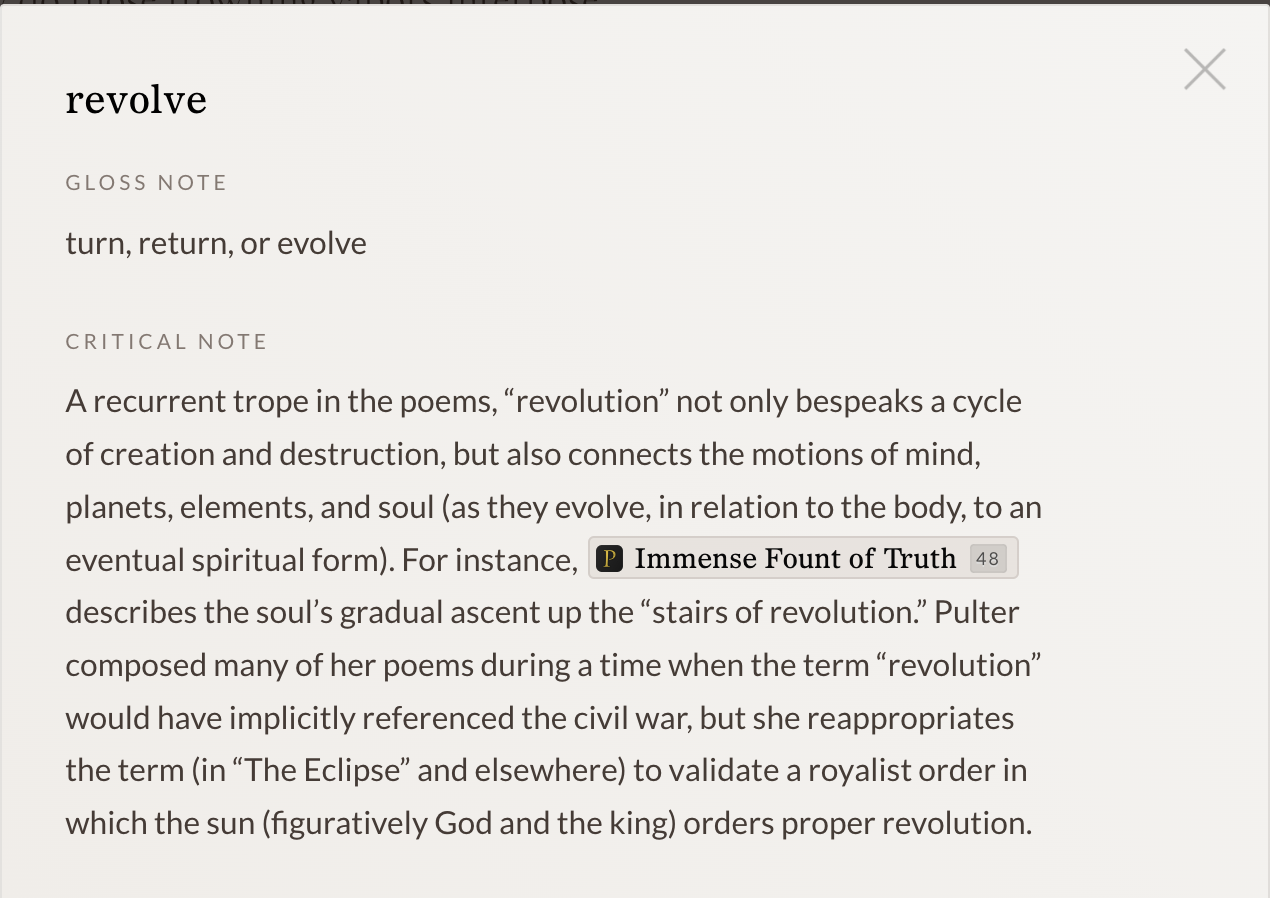 revolve
GLOSS NOTE
turn, return, or evolve
CRITICAL NOTE
A recurrent trope in the poems, “revolution” not only bespeaks a cycle
of creation and destruction, but also connects the motions of mind,
planets, elements, and soul (as they evolve, in relation to the body, to an
eventual spiritual form). For instance, P Immense Fount of Truth 48
describes the soul’s gradual ascent up the “stairs of revolution.” Pulter
composed many of her poems during a time when the term “revolution”
would have implicitly referenced the civil war, but she reappropriates
the term (in “The Eclipse” and elsewhere) to validate a royalist order in
which the sun (figuratively God and the king) orders proper revolution.